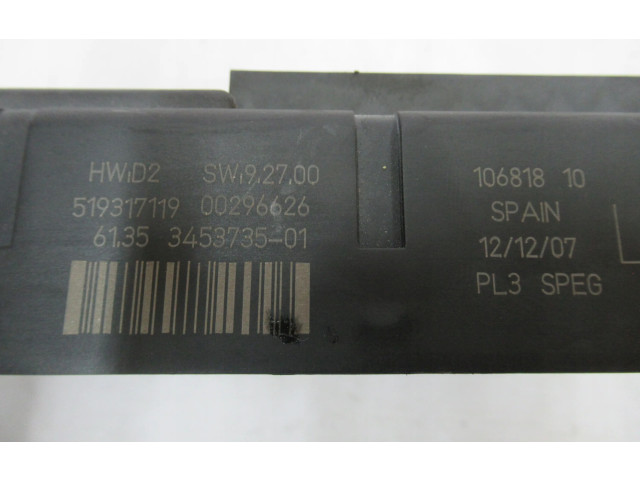 HW:D2 SW:9.27.00
519317119 00296626
61.35 3453735-01
106818 10
SPAIN
12/12/07
PL3 SPEG